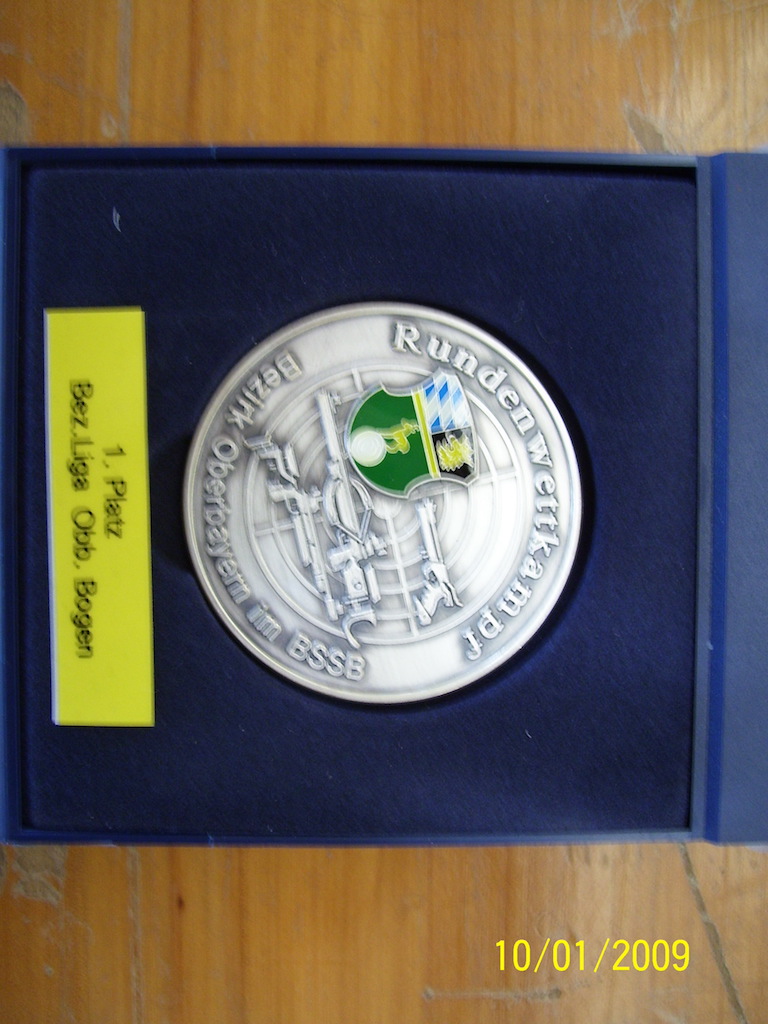 Rundenwettkampf
Bezirk Oberbayern im BSSB
1. Platz
Bez.Liga Obb. Bogen
10/01/2009